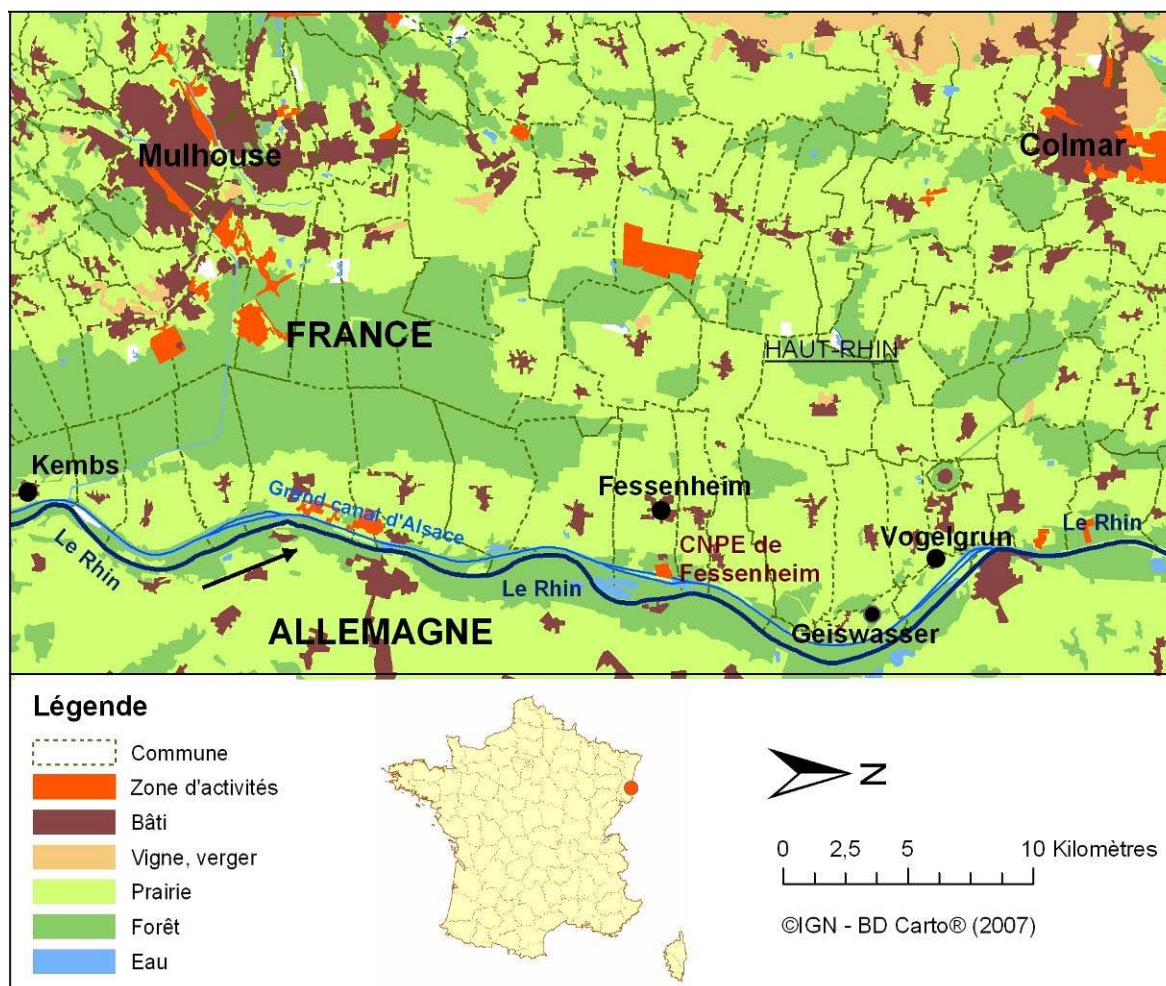 Mulhouse
Colmar
FRANCE
HAUT-RHIN
Kembs
Fessenheim
Grand canal d'Alsace
Le Rhin
Vogelgrun
CNPE de
Fessenheim
Le Rhin
Le Rhin
ALLEMAGNE
Geiswasser
Légende
Commune
Zone d'activités
Bâti
Vigne, verger
Prairie
Forêt
Eau
N
0 2,5 5 10 Kilomètres
©IGN - BD Carto® (2007)